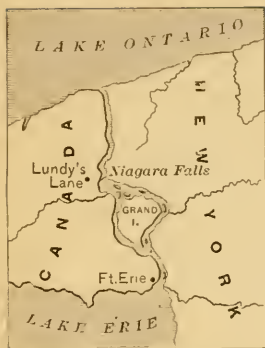 LAKE ONTARIO
CANADA
NEW YORK
Lundy's
Lane
Niagara Falls
GRAND
I.
Ft. Erie
LAKE ERIE